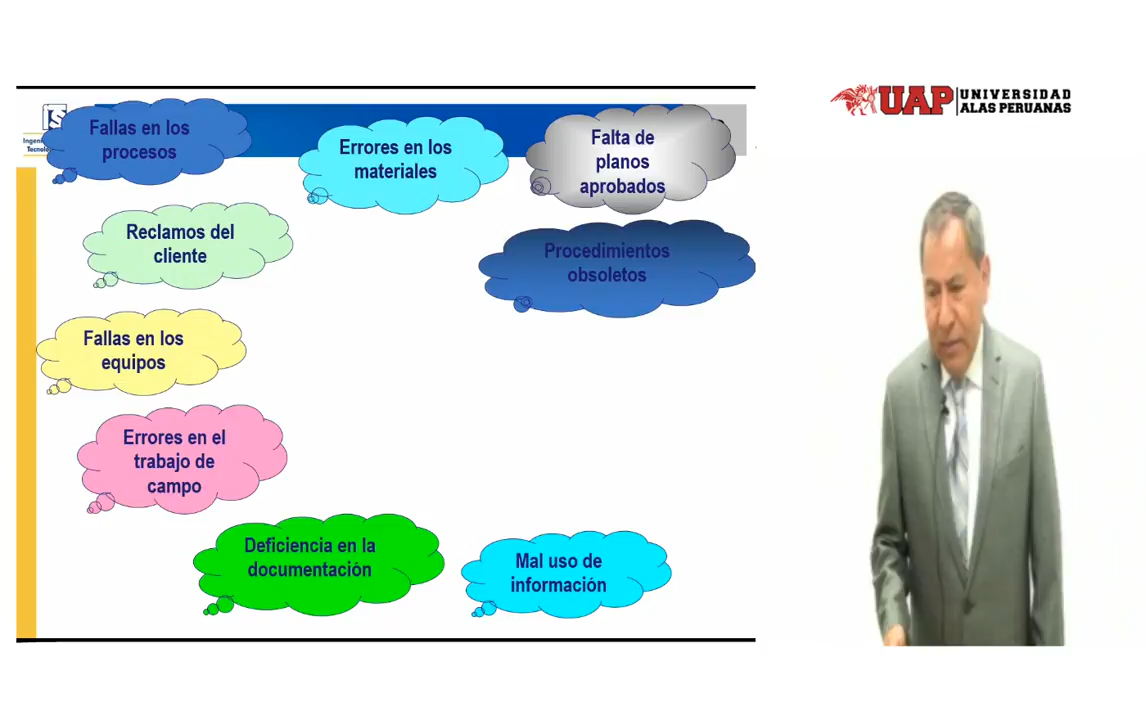 Fallas en los
procesos
Errores en los
materiales
Falta de
planos
aprobados
UAP UNIVERSIDAD
ALAS PERUANAS
Reclamos del
cliente
Procedimientos
obsoletos
Fallas en los
equipos
Errores en el
trabajo de
campo
Deficiencia en la
documentación
Mal uso de
información